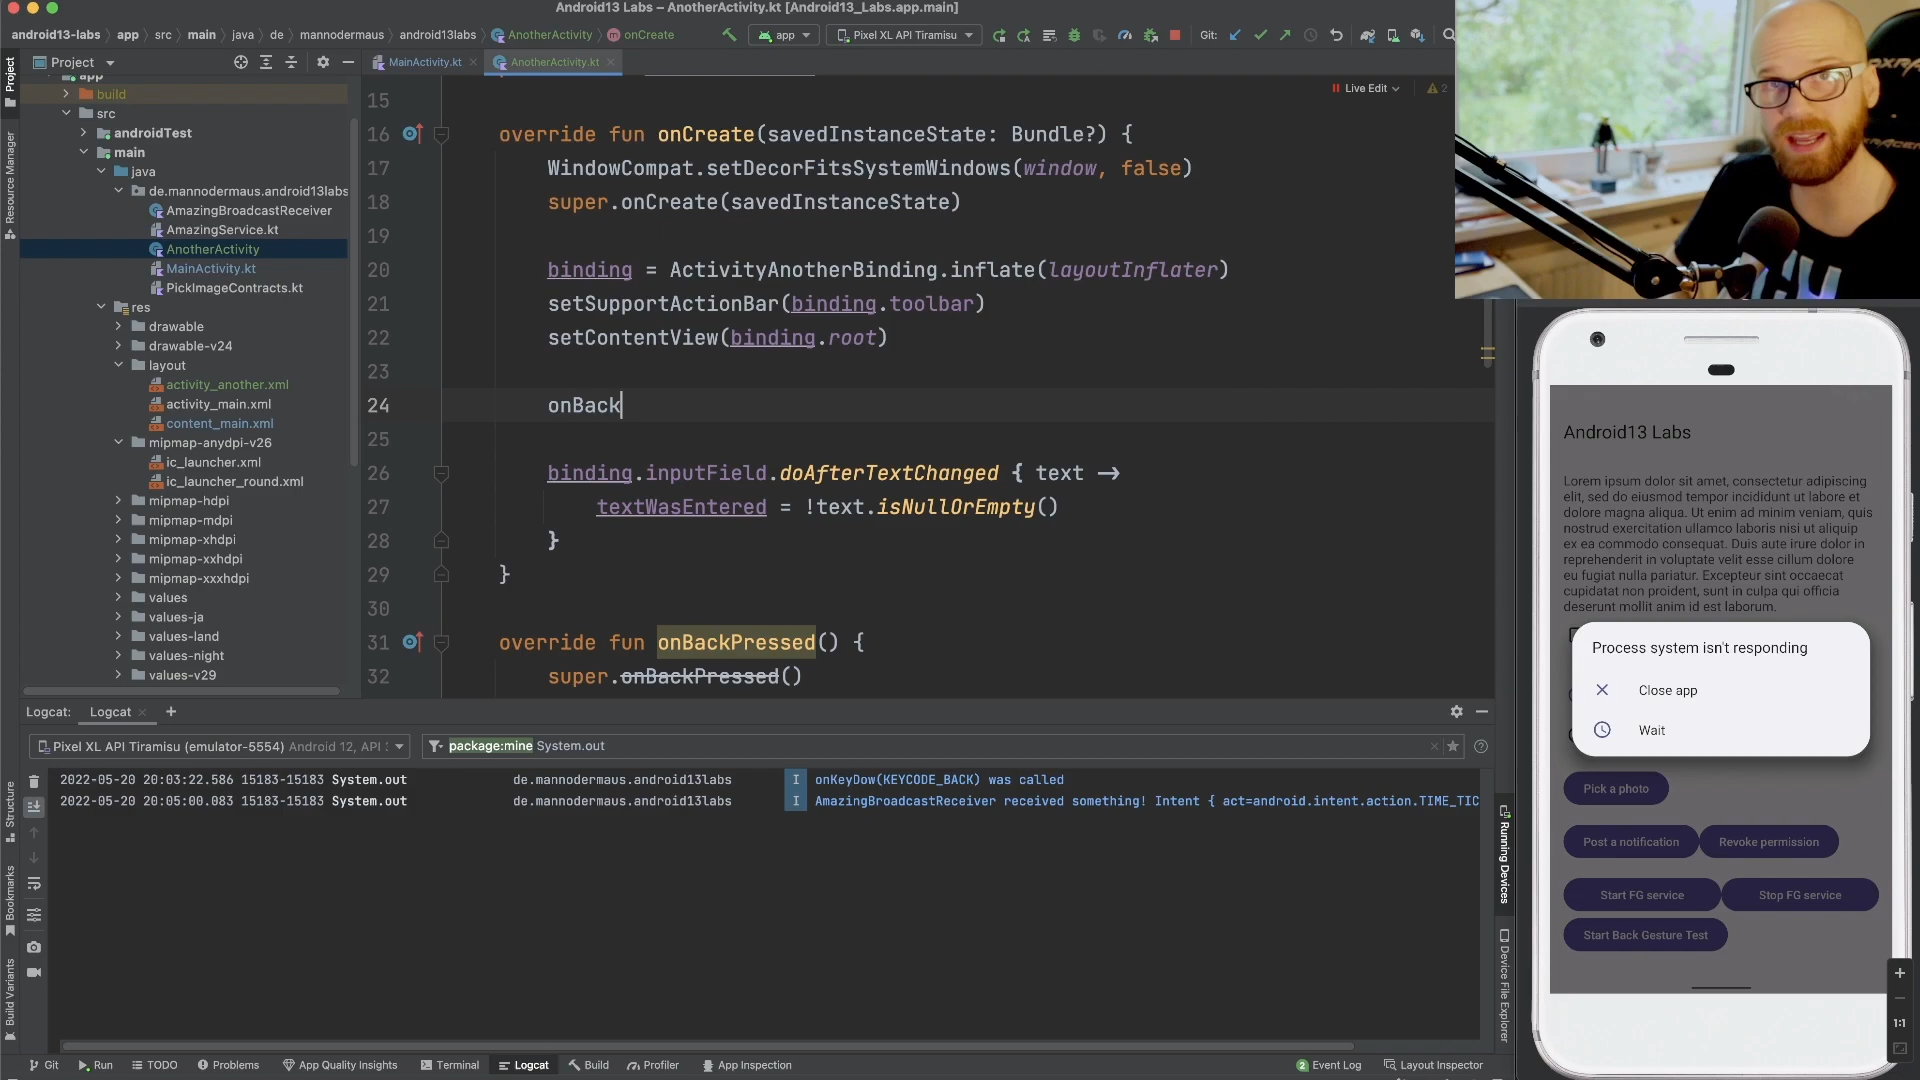 Android13 Labs – AnotherActivity.kt [Android13_Labs.app.main]
android13-labs
app
src
main
java
de
mannodermaus
android13labs
AnotherActivity
onCreate
app
Pixel XL API Tiramisu
Git:
Project
MainActivity.kt
AnotherActivity.kt
Project
Resource Manager
Structure
Bookmarks
Build Variants
app
build
src
androidTest
main
java
de.mannodermaus.android13labs
AmazingBroadcastReceiver
AmazingService.kt
AnotherActivity
MainActivity.kt
PickImageContracts.kt
res
drawable
drawable-v24
layout
activity_another.xml
activity_main.xml
content_main.xml
mipmap-anydpi-v26
ic_launcher.xml
ic_launcher_round.xml
mipmap-hdpi
mipmap-mdpi
mipmap-xhdpi
mipmap-xxhdpi
mipmap-xxxhdpi
values
values-ja
values-land
values-night
values-v29
Live Edit
2
15
16 override fun onCreate(savedInstanceState: Bundle?) {
17 WindowCompat.setDecorFitsSystemWindows(window, false)
18 super.onCreate(savedInstanceState)
19
20 binding = ActivityAnotherBinding.inflate(layoutInflater)
21 setSupportActionBar(binding.toolbar)
22 setContentView(binding.root)
23
24 onBack
25
26 binding.inputField.doAfterTextChanged { text →
27 textWasEntered = !text.isNullOrEmpty()
28 }
29 }
30
31 override fun onBackPressed() {
32 super.onBackPressed()
Logcat:
Logcat
Pixel XL API Tiramisu (emulator-5554) Android 12, API
package:mine System.out
2022-05-20 20:03:22.586 15183-15183 System.out de.mannodermaus.android13labs I onKeyDow(KEYCODE_BACK) was called
2022-05-20 20:05:00.083 15183-15183 System.out de.mannodermaus.android13labs I AmazingBroadcastReceiver received something! Intent { act=android.intent.action.TIME_TIC
Running Devices
Device File Explorer
Git
Run
TODO
Problems
App Quality Insights
Terminal
Logcat
Build
Profiler
App Inspection
2 Event Log
Layout Inspector
Android13 Labs
Lorem ipsum dolor sit amet, consectetur adipiscing
elit, sed do eiusmod tempor incididunt ut labore et
dolore magna aliqua. Ut enim ad minim veniam, quis
nostrud exercitation ullamco laboris nisi ut aliquip
ex ea commodo consequat. Duis aute irure dolor in
reprehenderit in voluptate velit esse cillum dolore
eu fugiat nulla pariatur. Excepteur sint occaecat
cupidatat non proident, sunt in culpa qui officia
deserunt mollit anim id est laborum.
Process system isn't responding
Close app
Wait
Pick a photo
Post a notification
Revoke permission
Start FG service
Stop FG service
Start Back Gesture Test
1:1